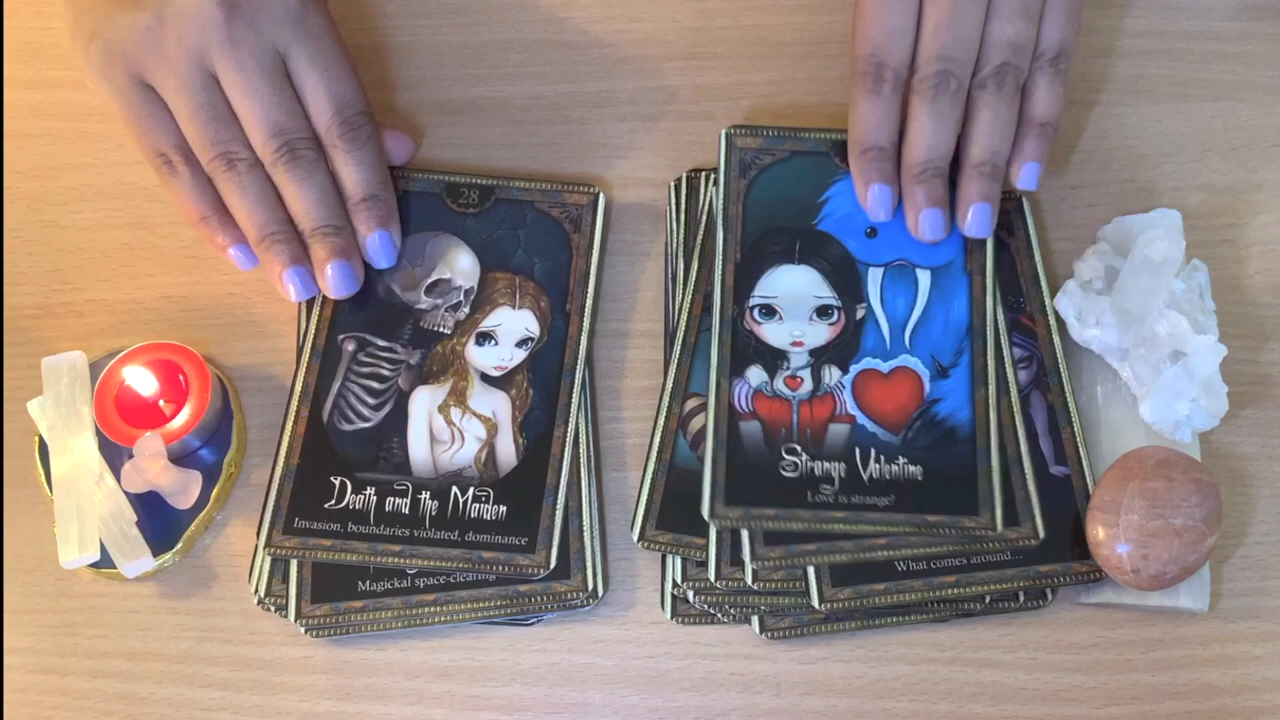 28
Death and the Maiden
Invasion, boundaries violated, dominance
Magickal space-clearing
Strange Valentine
Love is strange!
What comes around...